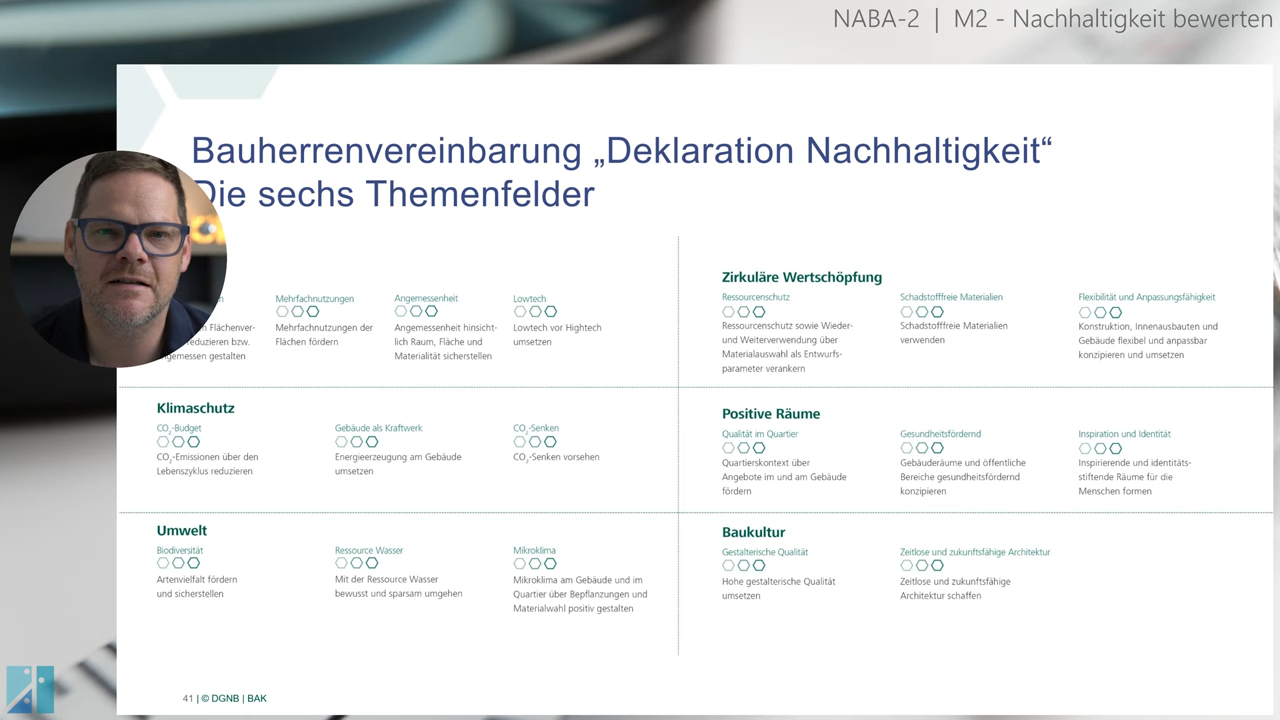 NABA-2 | M2 - Nachhaltigkeit bewerten
Bauherrenvereinbarung „Deklaration Nachhaltigkeit“
Die sechs Themenfelder
Mehrfachnutzungen
Mehrfachnutzungen der
Flächen fördern
Angemessenheit
Angemessenheit hinsicht-
lich Raum, Fläche und
Materialität sicherstellen
Lowtech
Lowtech vor Hightech
umsetzen
Flächenver-
reduzieren bzw.
gestalten
Zirkuläre Wertschöpfung
Ressourcenschutz
Ressourcenschutz sowie Wieder-
und Weiterverwendung über
Materialauswahl als Entwurfs-
parameter verankern
Schadstofffreie Materialien
Schadstofffreie Materialien
verwenden
Flexibilität und Anpassungsfähigkeit
Konstruktion, Innenausbauten und
Gebäude flexibel und anpassbar
konzipieren und umsetzen
Klimaschutz
CO₂-Budget
CO₂-Emissionen über den
Lebenszyklus reduzieren
Gebäude als Kraftwerk
Energieerzeugung am Gebäude
umsetzen
CO₂-Senken
CO₂-Senken vorsehen
Positive Räume
Qualität im Quartier
Quartierskontext über
Angebote im und am Gebäude
fördern
Gesundheitsfördernd
Gebäuderäume und öffentliche
Bereiche gesundheitsfördernd
konzipieren
Inspiration und Identität
Inspirierende und identitäts-
stiftende Räume für die
Menschen formen
Umwelt
Biodiversität
Artenvielfalt fördern
und sicherstellen
Ressource Wasser
Mit der Ressource Wasser
bewusst und sparsam umgehen
Mikroklima
Mikroklima am Gebäude und im
Quartier über Bepflanzungen und
Materialwahl positiv gestalten
Baukultur
Gestalterische Qualität
Hohe gestalterische Qualität
umsetzen
Zeitlose und zukunftsfähige Architektur
Zeitlose und zukunftsfähige
Architektur schaffen
41 | © DGNB | BAK